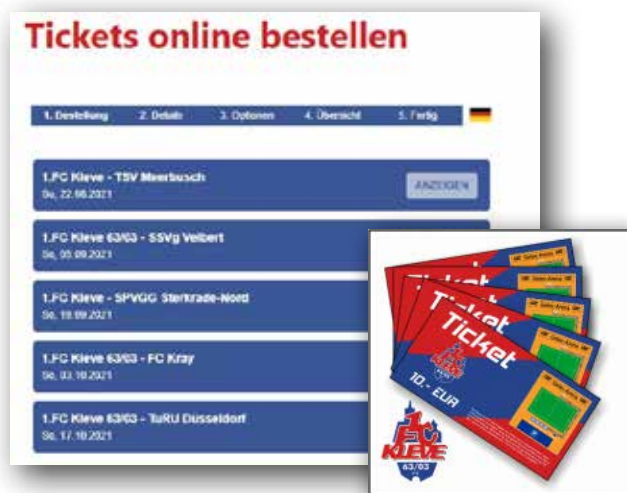 Tickets online bestellen
1. Bestellung 2. Details 3. Optionen 4. Übersicht 5. Fertig
1.FC Kleve - TSV Meerbusch
So, 22.08.2021
ANZEIGEN
1.FC Kleve 63/03 - SSVg Velbert
So, 05.09.2021
1.FC Kleve - SPVGG Sterkrade-Nord
So, 19.09.2021
1.FC Kleve 63/03 - FC Kray
So, 03.10.2021
1.FC Kleve 63/03 - TuRU Düsseldorf
So, 17.10.2021
Ticket
Ticket
Ticket
10.- EUR
1.FC
KLEVE
63/03